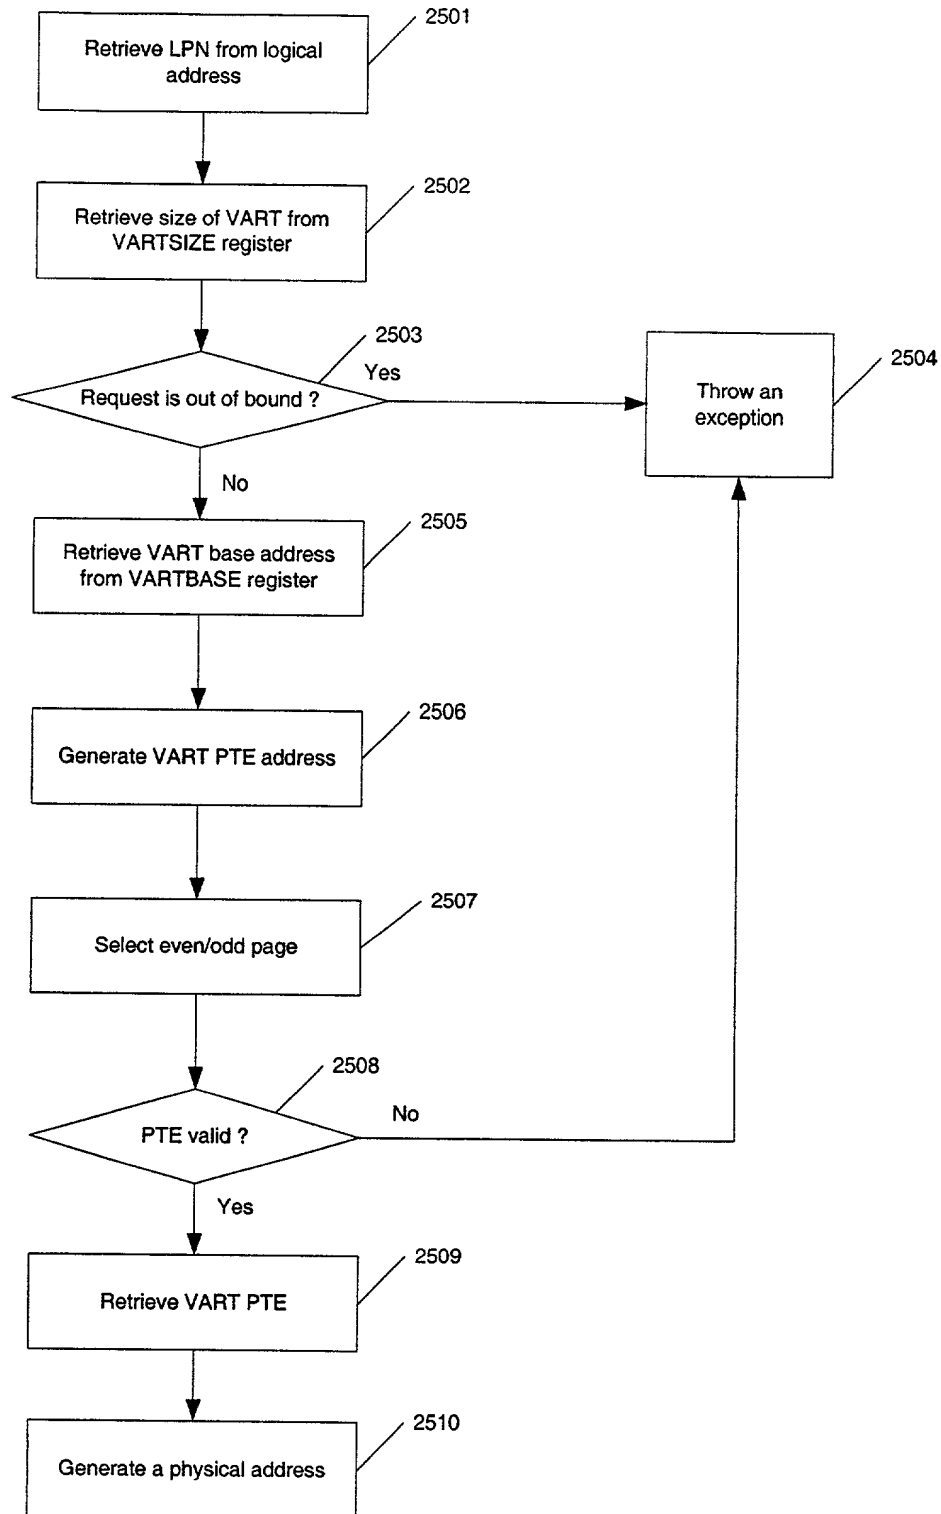 2501
Retrieve LPN from logical
address
2502
Retrieve size of VART from
VARTSIZE register
2503
Request is out of bound ?
Yes
2504
Throw an
exception
No
2505
Retrieve VART base address
from VARTBASE register
2506
Generate VART PTE address
2507
Select even/odd page
2508
PTE valid ?
No
Yes
2509
Retrieve VART PTE
2510
Generate a physical address